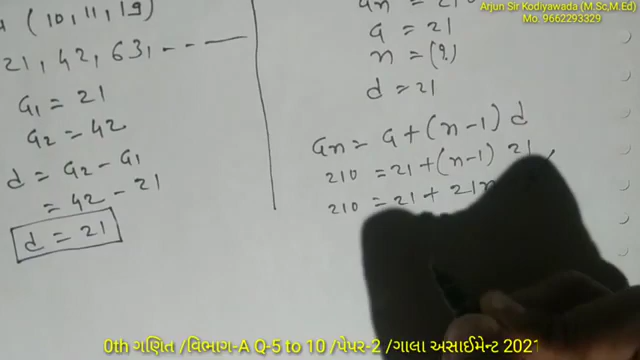 Arjun Sir Kodiyawada (M.Sc,M.Ed)
Mo. 9662293329
(10, 11, 19)
21, 42, 63, ----
a1 = 21
a2 = 42
d = a2 - a1
= 42 - 21
d = 21
an = 210
a = 21
n = (?)
d = 21
an = a + (n-1) d
210 = 21 + (n-1) 21
210 = 21 + 21n
0th ગણિત /વિભાગ-A Q-5 to 10 /પેપર-2 /ગાલા અસાઈમેન્ટ 2021